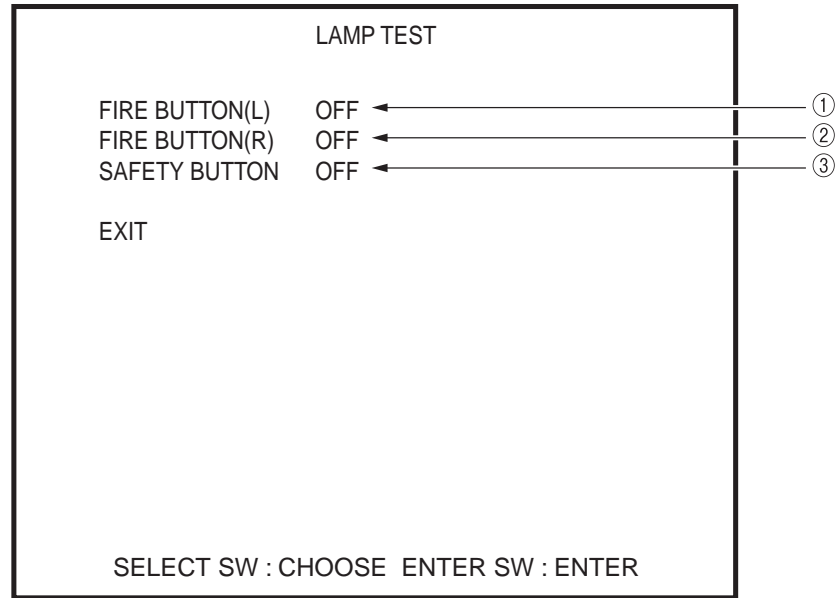 LAMP TEST
FIRE BUTTON(L) OFF ①
FIRE BUTTON(R) OFF ②
SAFETY BUTTON OFF ③
EXIT
SELECT SW : CHOOSE ENTER SW : ENTER